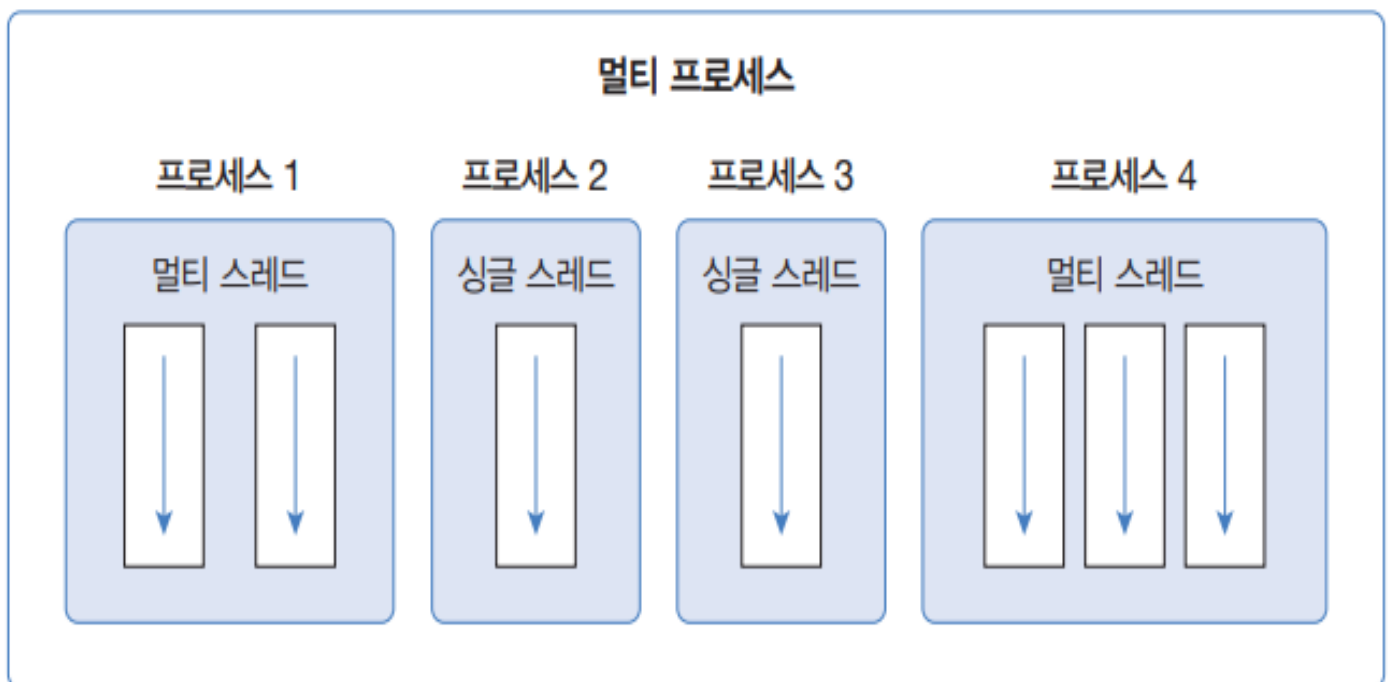 멀티 프로세스
프로세스 1
프로세스 2
프로세스 3
프로세스 4
멀티 스레드
싱글 스레드
싱글 스레드
멀티 스레드